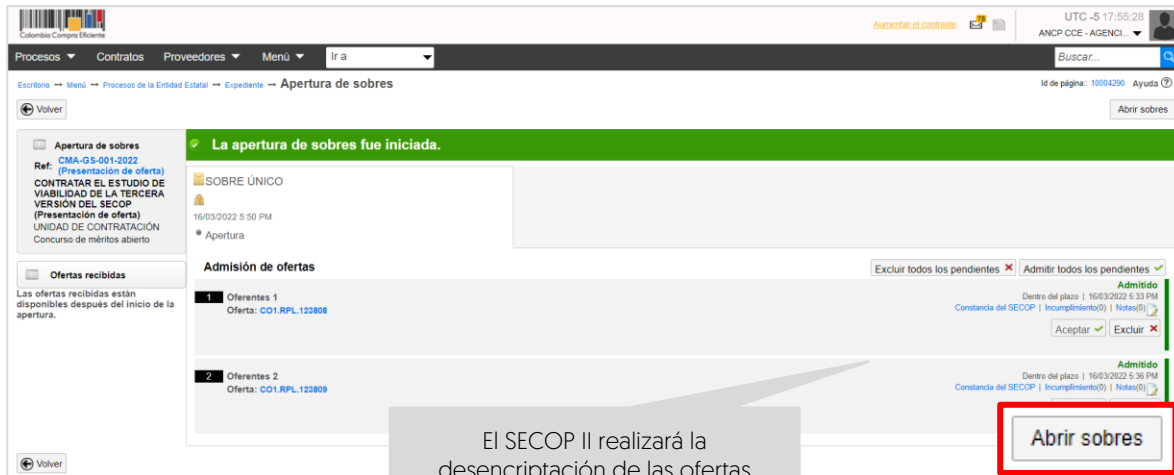 Colombia Compra Eficiente
Aumentar el contraste
UTC -5 17:55:28
ANCP CCE - AGENCI...
Procesos Contratos Proveedores Menú Ir a Buscar...
Escritorio → Menú → Procesos de la Entidad Estatal → Expediente → Apertura de sobres
Id de página:: 10004290 Ayuda
Volver
Abrir sobres
Apertura de sobres
Ref: CMA-GS-001-2022
(Presentación de oferta)
CONTRATAR EL ESTUDIO DE
VIABILIDAD DE LA TERCERA
VERSIÓN DEL SECOP
(Presentación de oferta)
UNIDAD DE CONTRATACIÓN
Concurso de méritos abierto
Ofertas recibidas
Las ofertas recibidas están
disponibles después del inicio de la
apertura.
La apertura de sobres fue iniciada.
SOBRE ÚNICO
16/03/2022 5:50 PM
Apertura
Admisión de ofertas
Excluir todos los pendientes Admitir todos los pendientes
1 Oferentes 1
Oferta: CO1.RPL.123808
Admitido
Dentro del plazo | 16/03/2022 5:33 PM
Constancia del SECOP | Incumplimiento(0) | Notas(0)
Aceptar Excluir
2 Oferentes 2
Oferta: CO1.RPL.123809
Admitido
Dentro del plazo | 16/03/2022 5:36 PM
Constancia del SECOP | Incumplimiento(0) | Notas(0)
Abrir sobres
El SECOP II realizará la
desencriptación de las ofertas
Volver